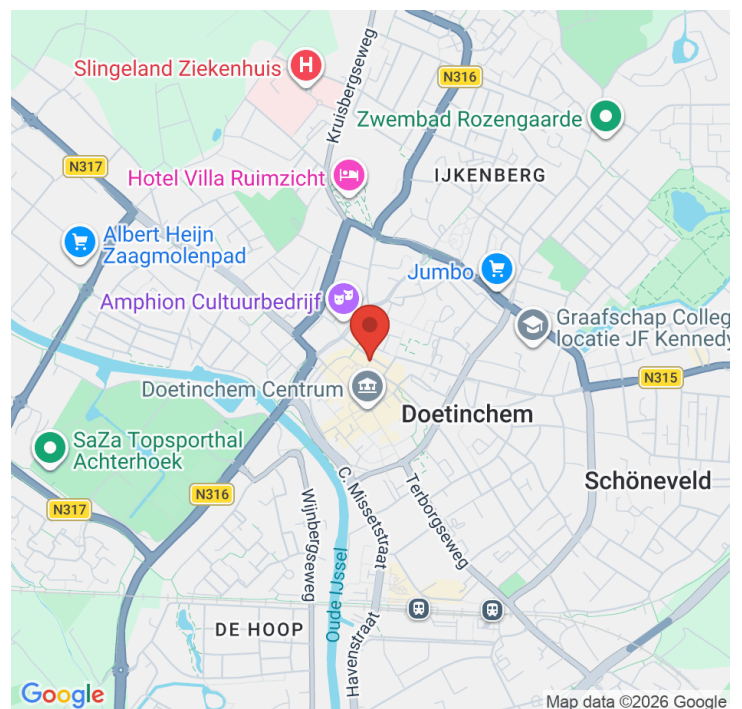 Slingeland Ziekenhuis
H
Kruisbergseweg
N316
Zwembad Rozengaarde
N317
Hotel Villa Ruimzicht
IJKENBERG
Albert Heijn
Zaagmolenpad
Jumbo
Amphion Cultuurbedrijf
Graafschap Colleg
locatie JF Kennedy
Doetinchem Centrum
N315
Doetinchem
SaZa Topsporthal
Achterhoek
Schöneveld
N316
N317
C. Missetstraat
Terborgseweg
Wijnbergseweg
Oude IJssel
DE HOOP
Havenstraat
Google
Map data ©2026 Google